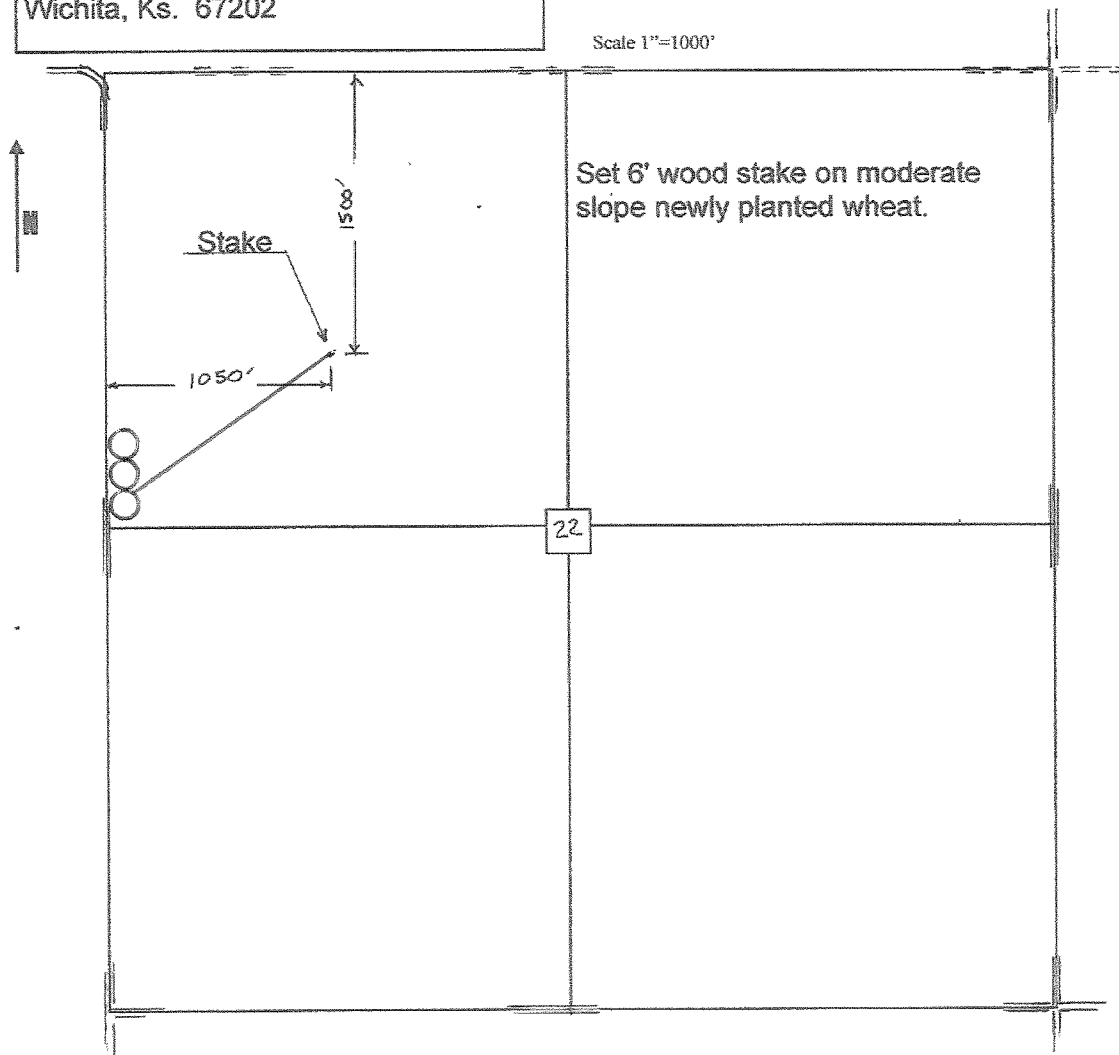 Wichita, Ks. 67202
Scale 1"=1000'
Set 6' wood stake on moderate
slope newly planted wheat.
N
Stake
1050'
22